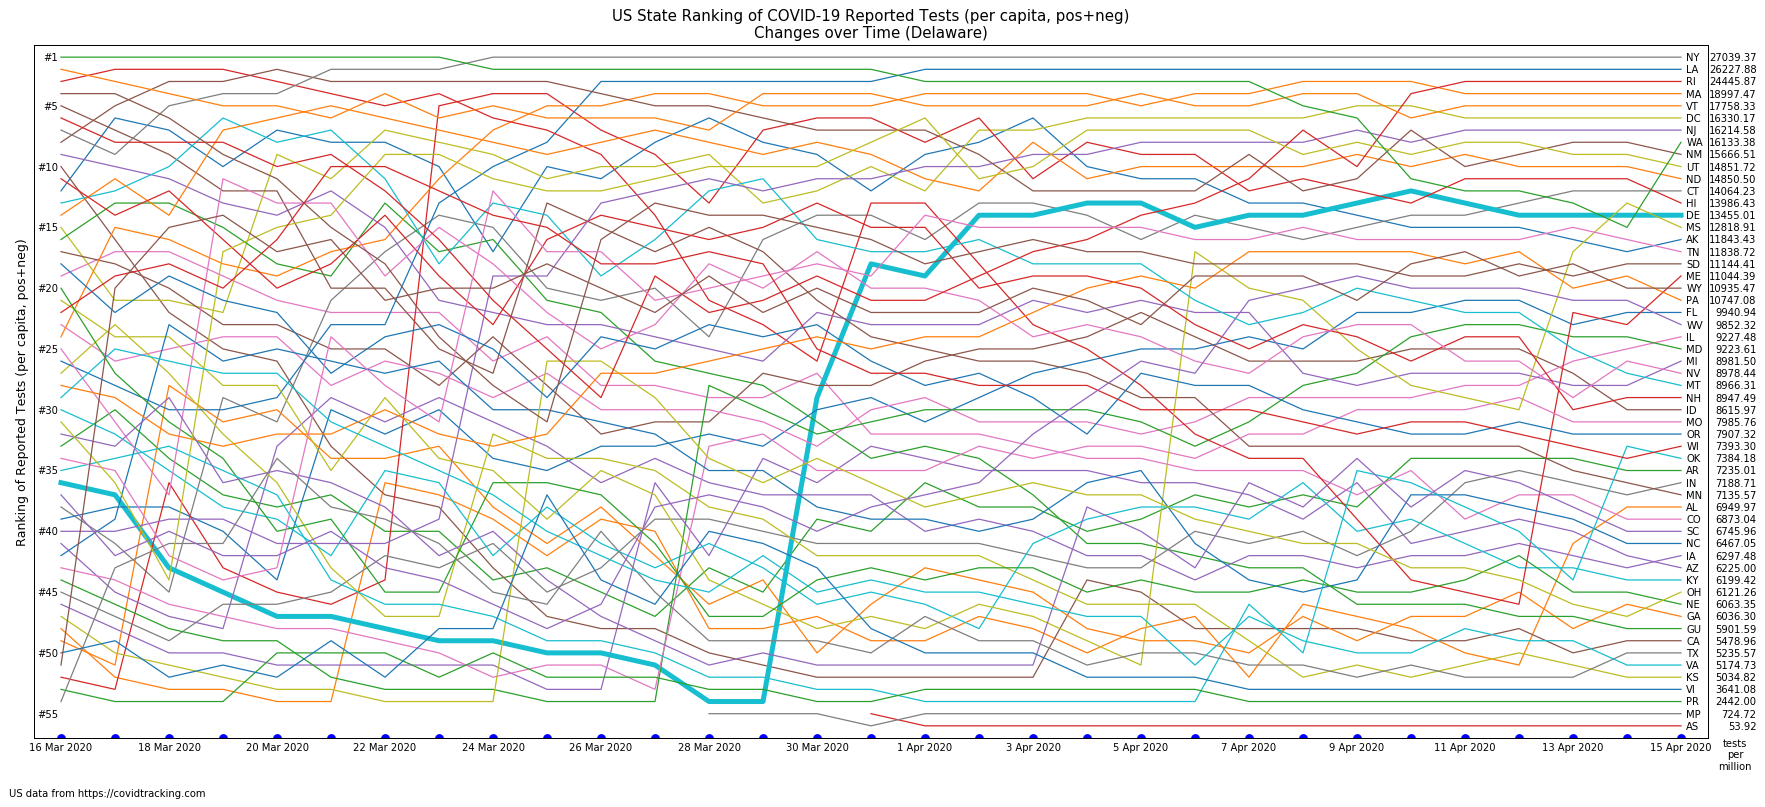 US State Ranking of COVID-19 Reported Tests (per capita, pos+neg)
Changes over Time (Delaware)
Ranking of Reported Tests (per capita, pos+neg)
#1
#5
#10
#15
#20
#25
#30
#35
#40
#45
#50
#55
NY 27039.37
LA 26227.88
RI 24445.87
MA 18997.47
VT 17758.33
DC 16330.17
NJ 16214.58
WA 16133.38
NM 15666.51
UT 14851.72
ND 14850.50
CT 14064.23
HI 13986.43
DE 13455.01
MS 12818.91
AK 11843.43
TN 11838.72
SD 11144.41
ME 11044.39
WY 10935.47
PA 10747.08
FL 9940.94
WV 9852.32
IL 9227.48
MD 9223.61
MI 8981.50
NV 8978.44
MT 8966.31
NH 8947.49
ID 8615.97
MO 7985.76
OR 7907.32
WI 7393.30
OK 7384.18
AR 7235.01
IN 7188.71
MN 7135.57
AL 6949.97
CO 6873.04
SC 6745.96
NC 6467.05
IA 6297.48
AZ 6225.00
KY 6199.42
OH 6121.26
NE 6063.35
GA 6036.30
GU 5901.59
CA 5478.96
TX 5235.57
VA 5174.73
KS 5034.82
VI 3641.08
PR 2442.00
MP 724.72
AS 53.92
16 Mar 2020 18 Mar 2020 20 Mar 2020 22 Mar 2020 24 Mar 2020 26 Mar 2020 28 Mar 2020 30 Mar 2020 1 Apr 2020 3 Apr 2020 5 Apr 2020 7 Apr 2020 9 Apr 2020 11 Apr 2020 13 Apr 2020 15 Apr 2020
tests
per
million
US data from https://covidtracking.com